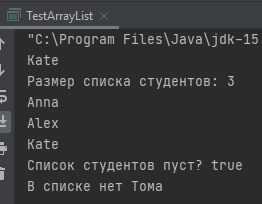 TestArrayList
"C:\Program Files\Java\jdk-15
Kate
Размер списка студентов: 3
Anna
Alex
Kate
Список студентов пуст? true
В списке нет Тома